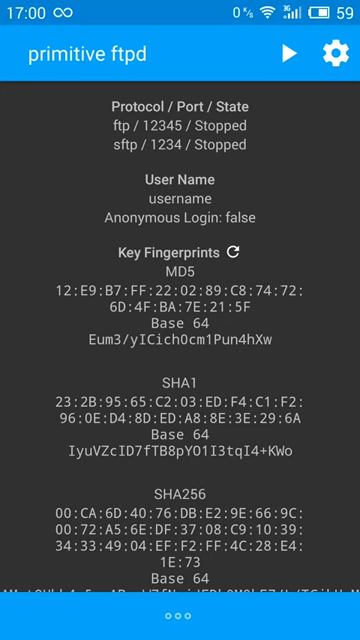 17:00 0 K/s 3G 59
primitive ftpd
Protocol / Port / State
ftp / 12345 / Stopped
sftp / 1234 / Stopped
User Name
username
Anonymous Login: false
Key Fingerprints
MD5
12:E9:B7:FF:22:02:89:C8:74:72:
6D:4F:BA:7E:21:5F
Base 64
Eum3/yICichOcm1Pun4hXw
SHA1
23:2B:95:65:C2:03:ED:F4:C1:F2:
96:0E:D4:8D:ED:A8:8E:3E:29:6A
Base 64
IyuVZcID7fTB8pYO1I3tqI4+KWo
SHA256
00:CA:6D:40:76:DB:E2:9E:66:9C:
00:72:A5:6E:DF:37:08:C9:10:39:
34:33:49:04:EF:F2:FF:4C:28:E4:
1E:73
Base 64